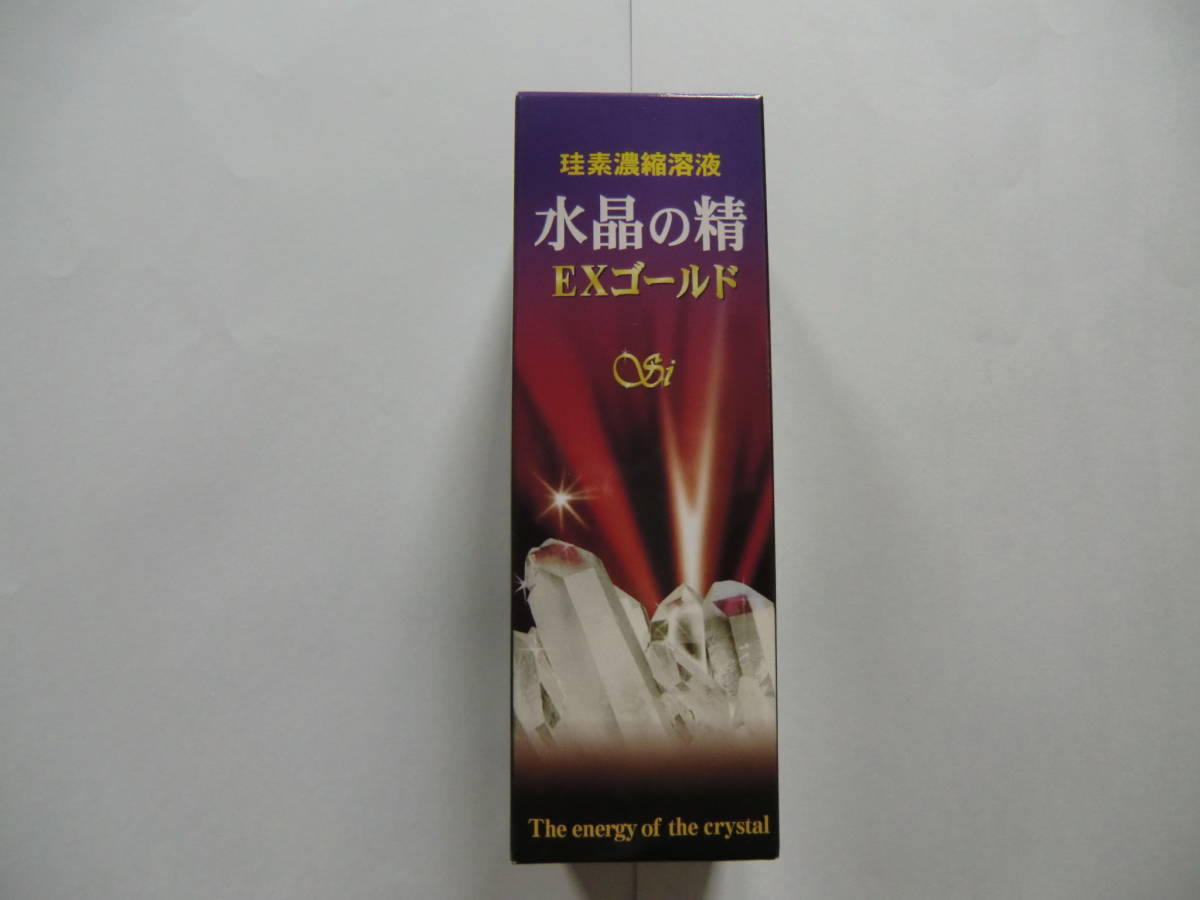 珪素濃縮溶液
水晶の精
EXゴールド
Si
The energy of the crystal